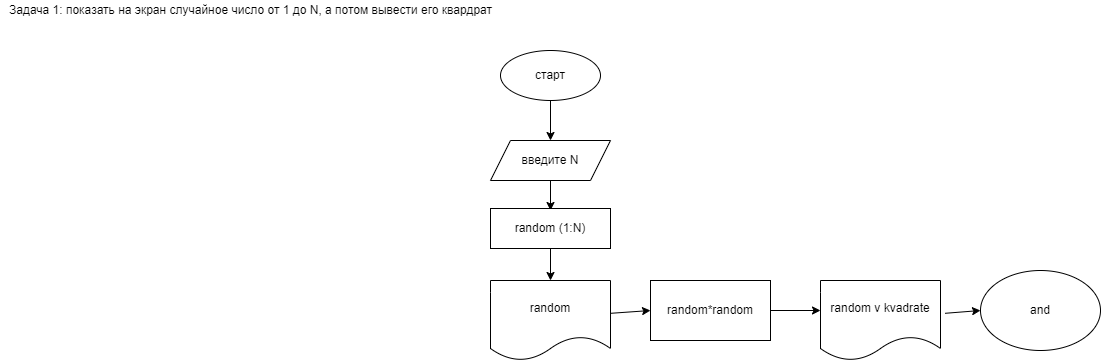 Задача 1: показать на экран случайное число от 1 до N, а потом вывести его квардрат
старт
введите N
random (1:N)
random
random*random
random v kvadrate
and